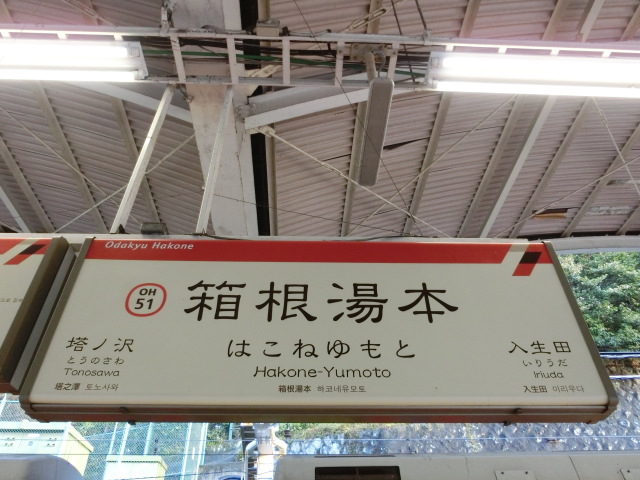 Odakyu Hakone
OH
51
箱根湯本
はこねゆもと
Hakone-Yumoto
箱根湯本 하코네유모토
塔ノ沢
とうのさわ
Tonosawa
塔之澤 토노사와
入生田
いりうだ
Iriuda
入生田 이리우다